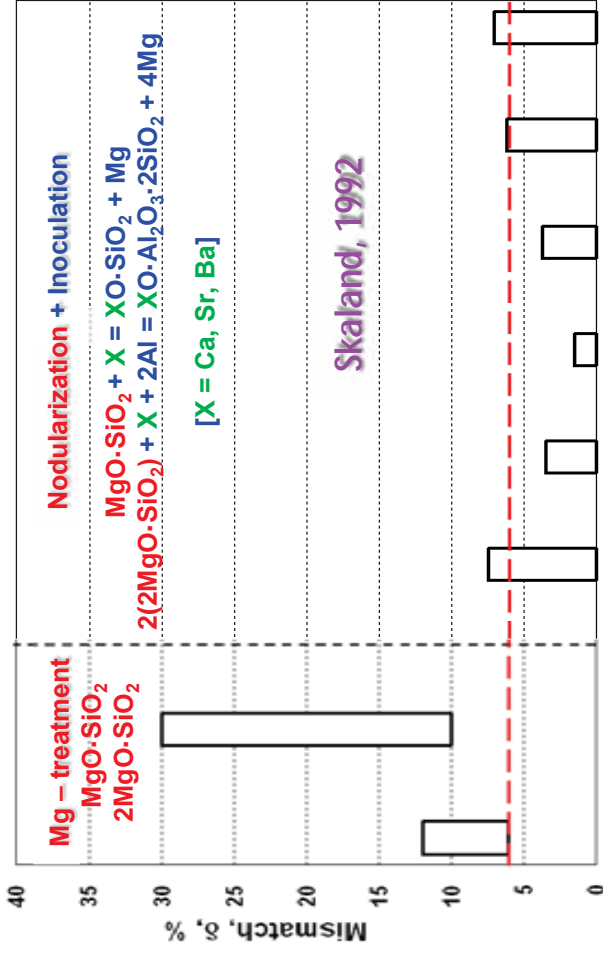 Mg – treatment
MgO·SiO₂
2MgO·SiO₂
Nodularization + Inoculation
MgO·SiO₂ + X = XO·SiO₂ + Mg
2(2MgO·SiO₂) + X + 2Al = XO·Al₂O₃·2SiO₂ + 4Mg
[X = Ca, Sr, Ba]
Skaland, 1992
Mismatch, δ, %
40
35
30
25
20
15
10
5
0